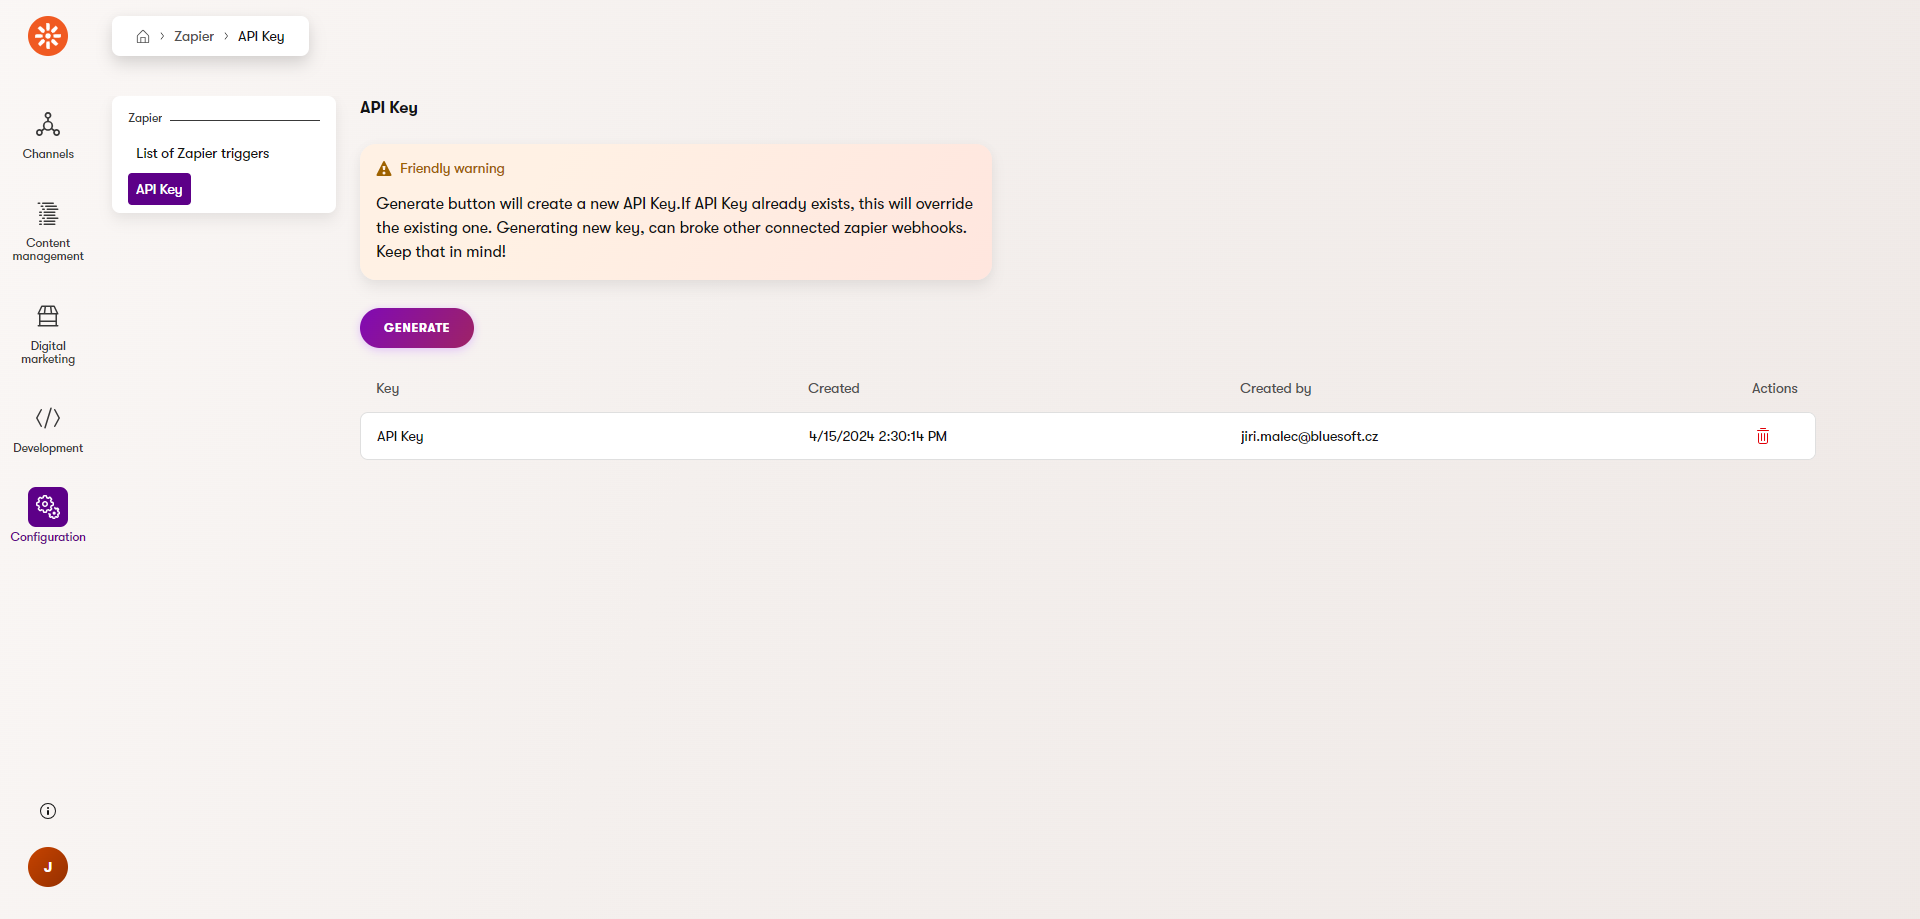 Zapier
API Key
Channels
Content
management
Digital
marketing
Development
Configuration
J
Zapier
List of Zapier triggers
API Key
API Key
Friendly warning
Generate button will create a new API Key.If API Key already exists, this will override
the existing one. Generating new key, can broke other connected zapier webhooks.
Keep that in mind!
GENERATE
Key Created Created by Actions
API Key 4/15/2024 2:30:14 PM jiri.malec@bluesoft.cz